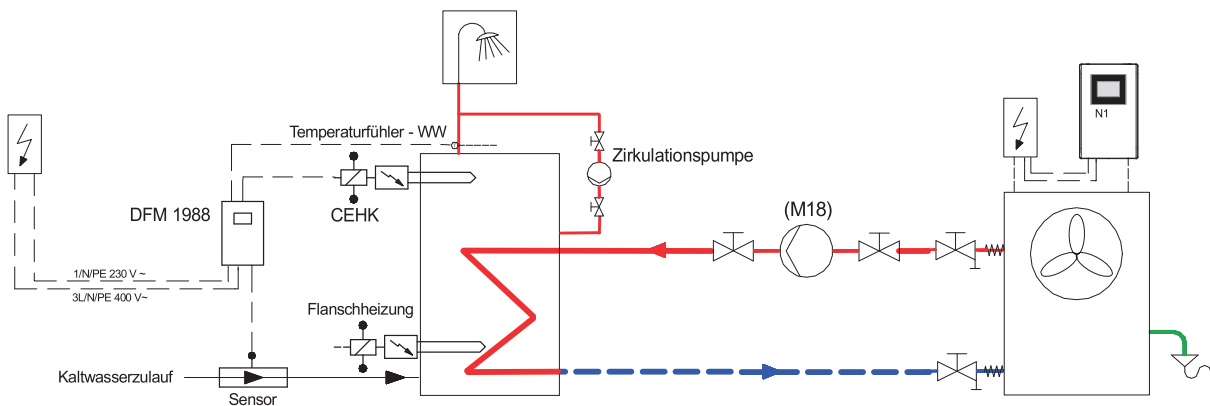 Temperaturfühler - WW
Zirkulationspumpe
N1
DFM 1988
CEHK
(M18)
1/N/PE 230 V ~
3L/N/PE 400 V~
Flanschheizung
Kaltwasserzulauf
Sensor